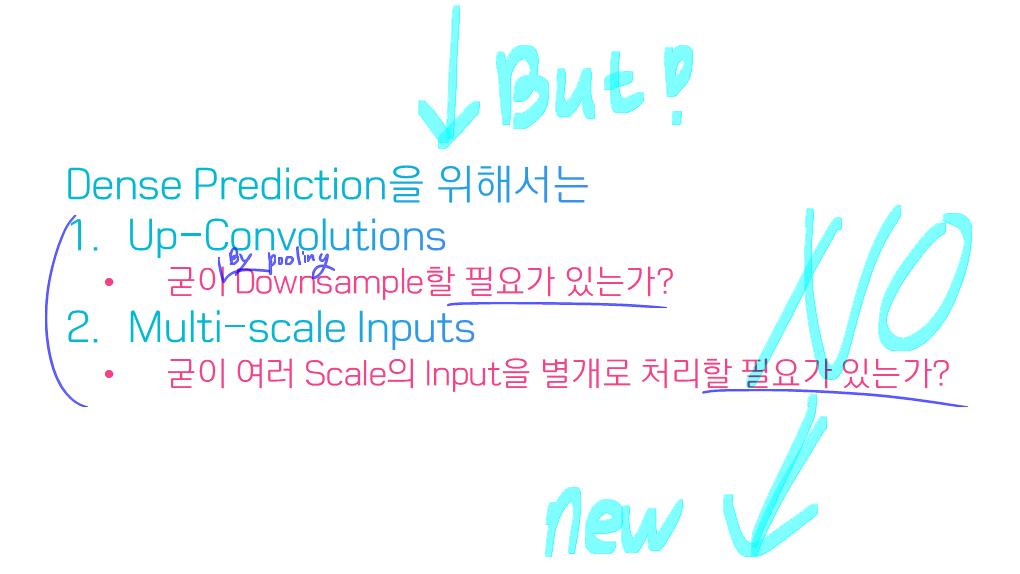 But?
Dense Prediction을 위해서는
1. Up-Convolutions
By pooling
• 굳이 Downsample할 필요가 있는가?
2. Multi-scale Inputs
• 굳이 여러 Scale의 Input을 별개로 처리할 필요가 있는가?
NO
new